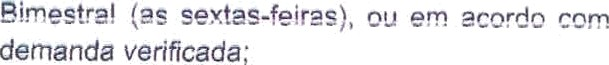 Bimestral (as sextas-feiras), ou em acordo com
demanda verificada;